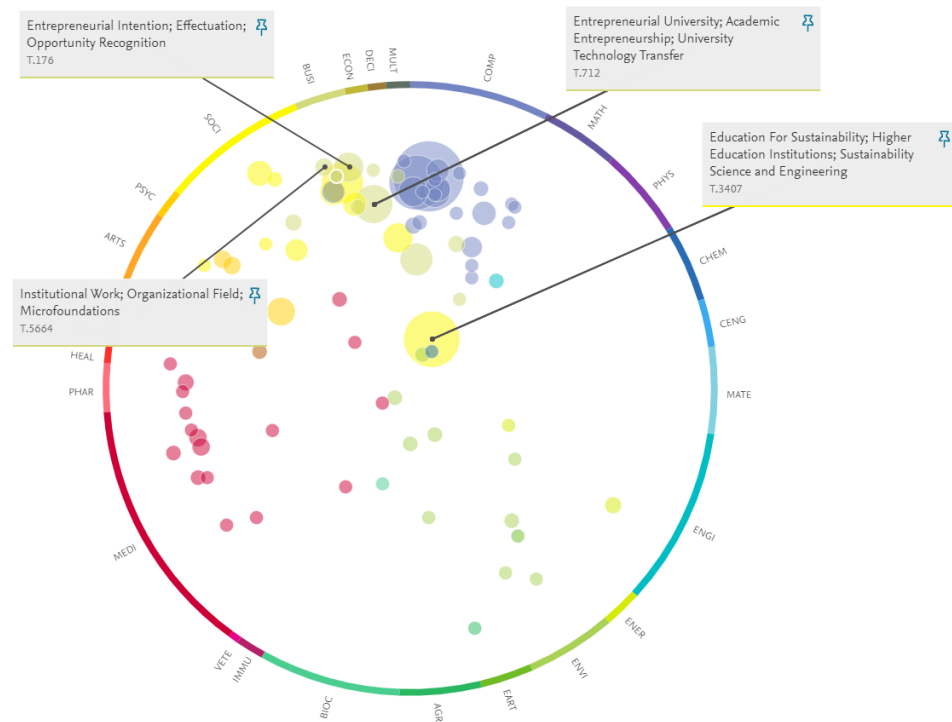 Entrepreneurial Intention; Effectuation;
Opportunity Recognition
T.176
Entrepreneurial University; Academic
Entrepreneurship; University
Technology Transfer
T.712
Education For Sustainability; Higher
Education Institutions; Sustainability
Science and Engineering
T.3407
Institutional Work; Organizational Field;
Microfoundations
T.5664
BUSI
ECON
DECI
MULT
COMP
MATH
PHYS
CHEM
CENG
MATE
ENGI
ENER
ENVI
EART
AGR
BIOC
IMMU
VETE
MEDI
PHAR
HEAL
ARTS
PSYC
SOCI